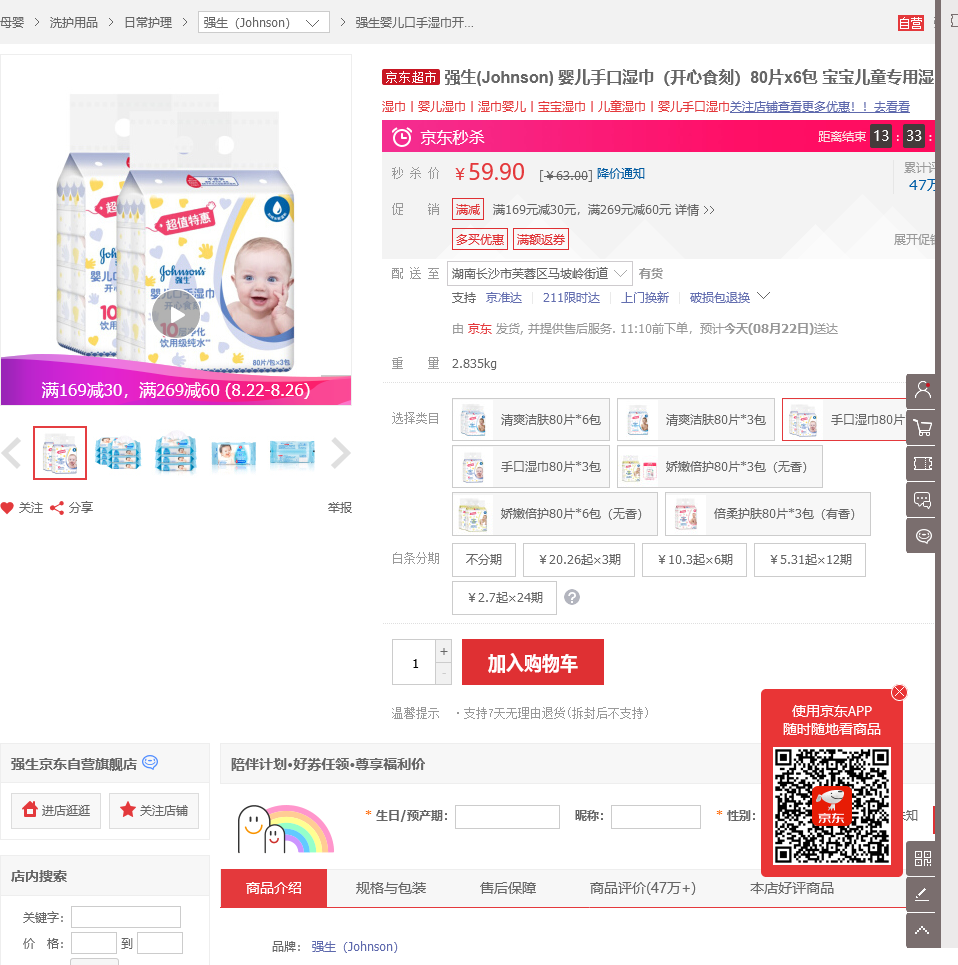 母婴 > 洗护用品 > 日常护理 > 强生（Johnson） > 强生婴儿口手湿巾开...
自营
京东超市 强生(Johnson) 婴儿手口湿巾（开心食刻）80片x6包 宝宝儿童专用湿
湿巾丨婴儿湿巾丨湿巾婴儿丨宝宝湿巾丨儿童湿巾丨婴儿手口湿巾关注店铺查看更多优惠！！去看看
京东秒杀
距离结束 13 : 33 :
秒杀价 ￥59.90 [￥63.00] 降价通知
累计评
47万
促销 满减 满169元减30元，满269元减60元 详情 >>
多买优惠 满额返券
展开促销
配送至 湖南长沙市芙蓉区马坡岭街道 有货
支持 京准达 211限时达 上门换新 破损包退换
由 京东 发货, 并提供售后服务. 11:10前下单，预计今天(08月22日)送达
重量 2.835kg
超值特惠
超值特惠
Johnson's
强生
婴儿口手湿巾
开心食刻
10层净化
饮用级纯水
80片/包×3包
满169减30，满269减60 (8.22-8.26)
关注 分享 举报
选择类目
清爽洁肤80片*6包
清爽洁肤80片*3包
手口湿巾80片*
手口湿巾80片*3包
娇嫩倍护80片*3包（无香）
娇嫩倍护80片*6包（无香）
倍柔护肤80片*3包（有香）
白条分期
不分期
￥20.26起×3期
￥10.3起×6期
￥5.31起×12期
￥2.7起×24期
?
1
+
-
加入购物车
温馨提示 ·支持7天无理由退货(拆封后不支持)
使用京东APP
随时随地看商品
京东
强生京东自营旗舰店
进店逛逛 关注店铺
店内搜索
关键字：
价 格： 到
陪伴计划•好券任领•尊享福利价
* 生日/预产期： 昵称： * 性别： 未知
商品介绍 规格与包装 售后保障 商品评价(47万+) 本店好评商品
品牌： 强生（Johnson）